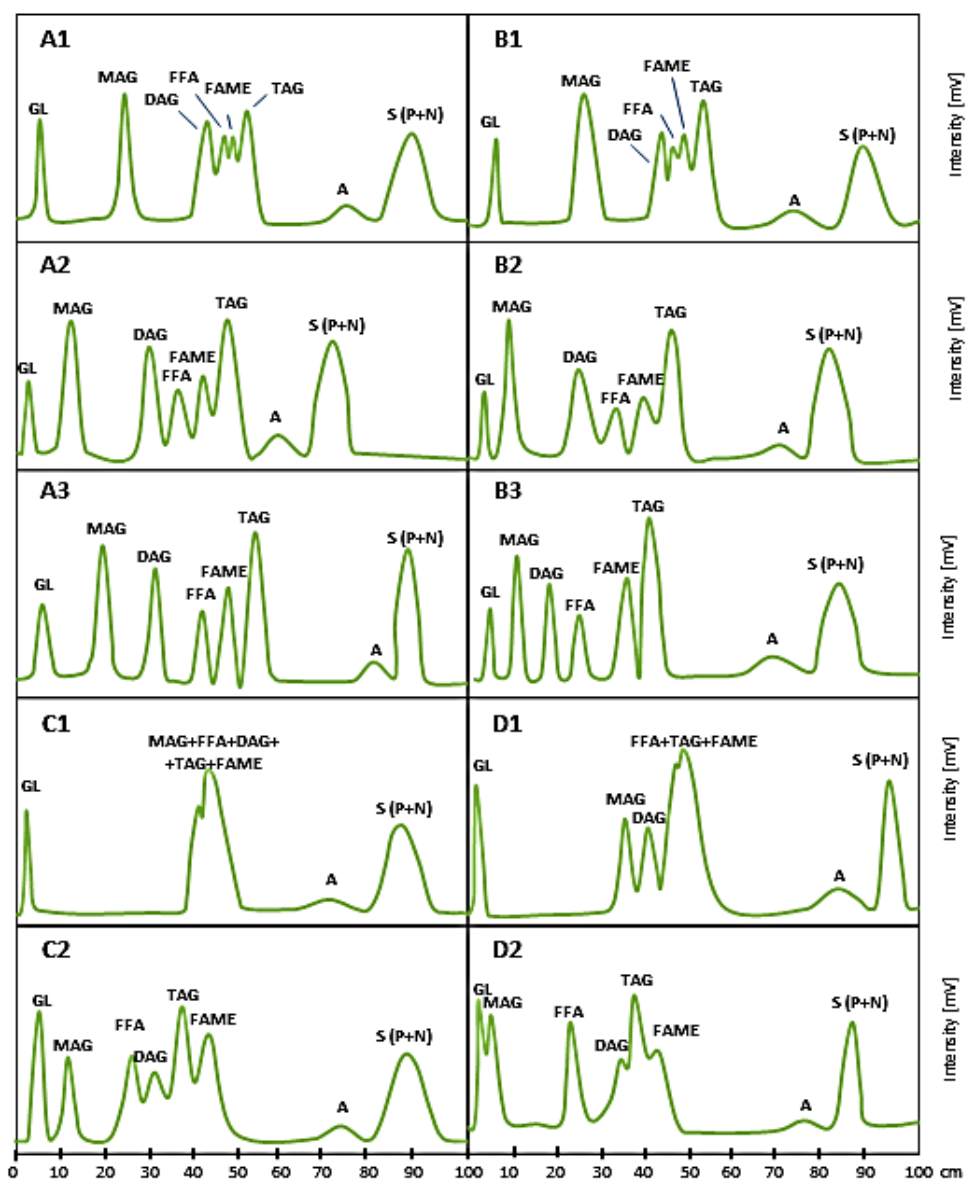 A1
GL
MAG
DAG
FFA
FAME
TAG
A
S (P+N)
B1
GL
MAG
DAG
FFA
FAME
TAG
A
S (P+N)
Intensity [mV]
A2
GL
MAG
DAG
FFA
FAME
TAG
A
S (P+N)
B2
GL
MAG
DAG
FFA
FAME
TAG
A
S (P+N)
Intensity [mV]
A3
GL
MAG
DAG
FFA
FAME
TAG
A
S (P+N)
B3
GL
MAG
DAG
FFA
FAME
TAG
A
S (P+N)
Intensity [mV]
C1
GL
MAG+FFA+DAG+
+TAG+FAME
A
S (P+N)
D1
GL
MAG
DAG
FFA+TAG+FAME
A
S (P+N)
Intensity [mV]
C2
GL
MAG
FFA
DAG
TAG
FAME
A
S (P+N)
D2
GL
MAG
FFA
DAG
TAG
FAME
A
S (P+N)
Intensity [mV]
0 10 20 30 40 50 60 70 80 90 100 10 20 30 40 50 60 70 80 100 cm